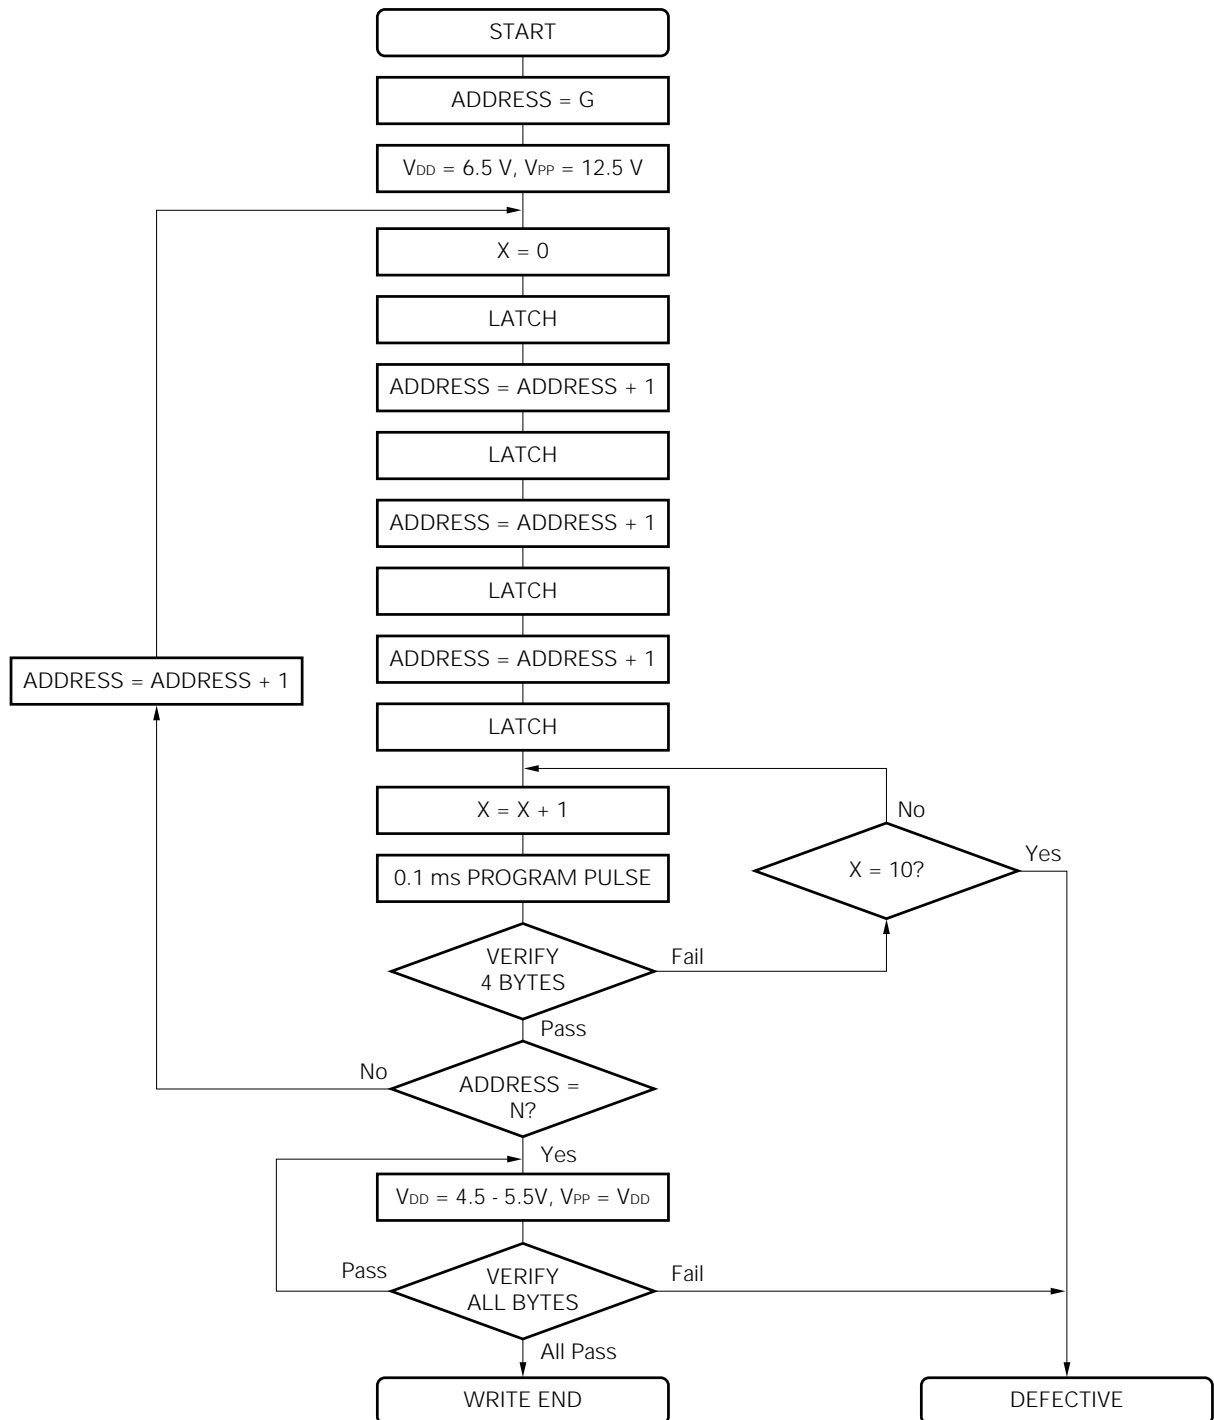 START
ADDRESS = G
VDD = 6.5 V, VPP = 12.5 V
X = 0
LATCH
ADDRESS = ADDRESS + 1
LATCH
ADDRESS = ADDRESS + 1
LATCH
ADDRESS = ADDRESS + 1
ADDRESS = ADDRESS + 1
LATCH
X = X + 1
No
X = 10?
Yes
0.1 ms PROGRAM PULSE
VERIFY
4 BYTES
Fail
Pass
No
ADDRESS =
N?
Yes
VDD = 4.5 - 5.5V, VPP = VDD
Pass
VERIFY
ALL BYTES
Fail
All Pass
WRITE END
DEFECTIVE